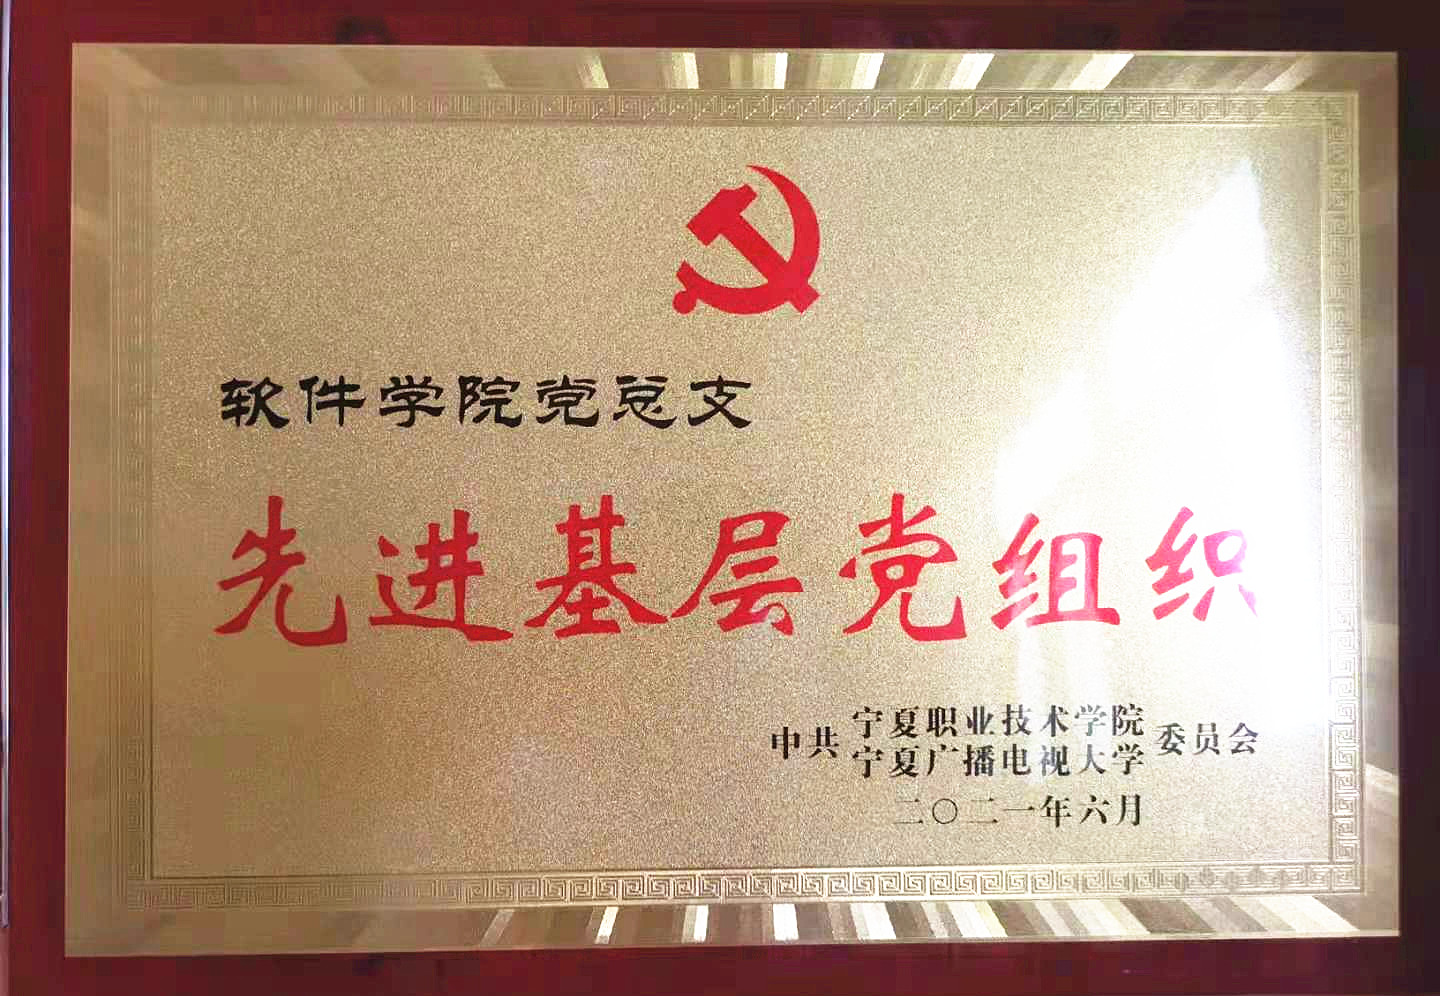 软件学院党总支
先进基层党组织
中共 宁夏职业技术学院 委员会
宁夏广播电视大学
二〇二一年六月